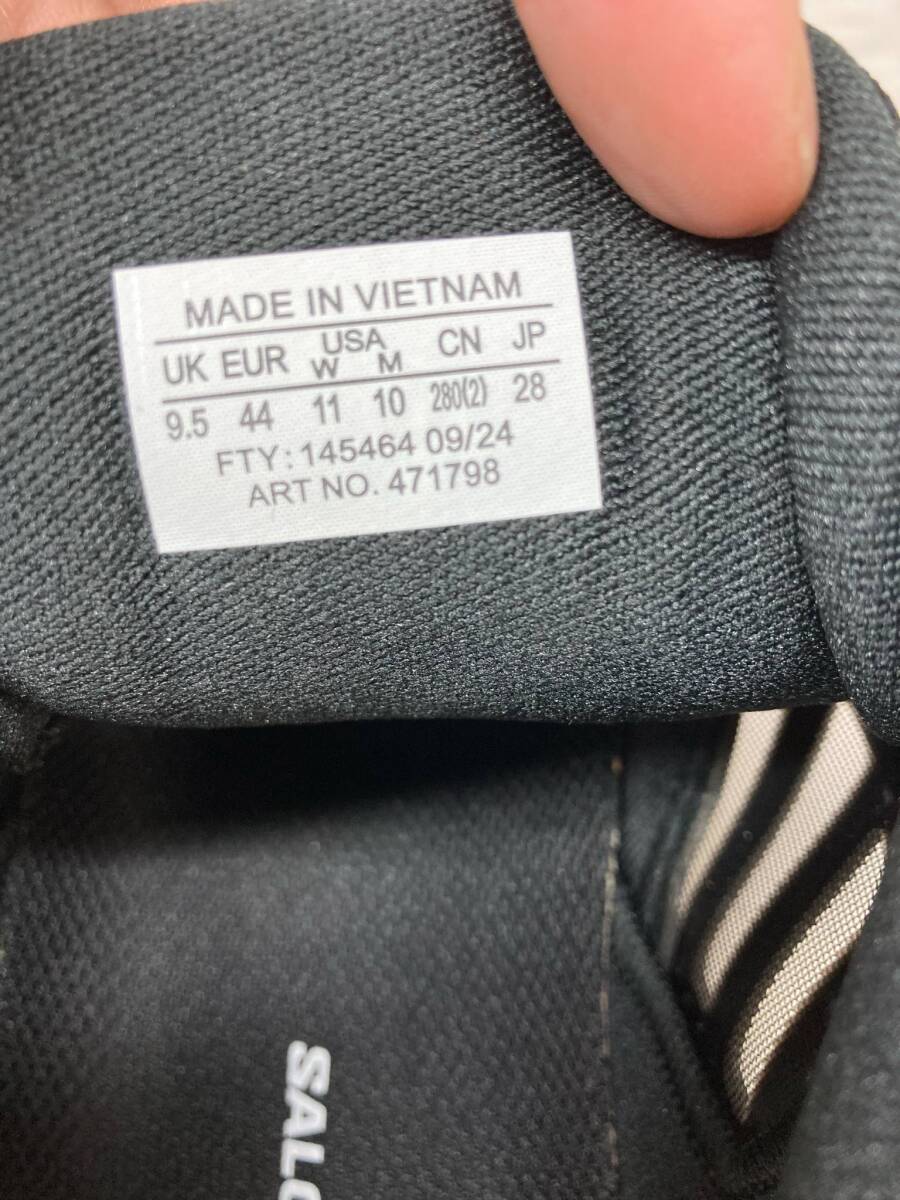 MADE IN VIETNAM
UK EUR USA CN JP
W M
9.5 44 11 10 280(2) 28
FTY: 145464 09/24
ART NO. 471798
SALO